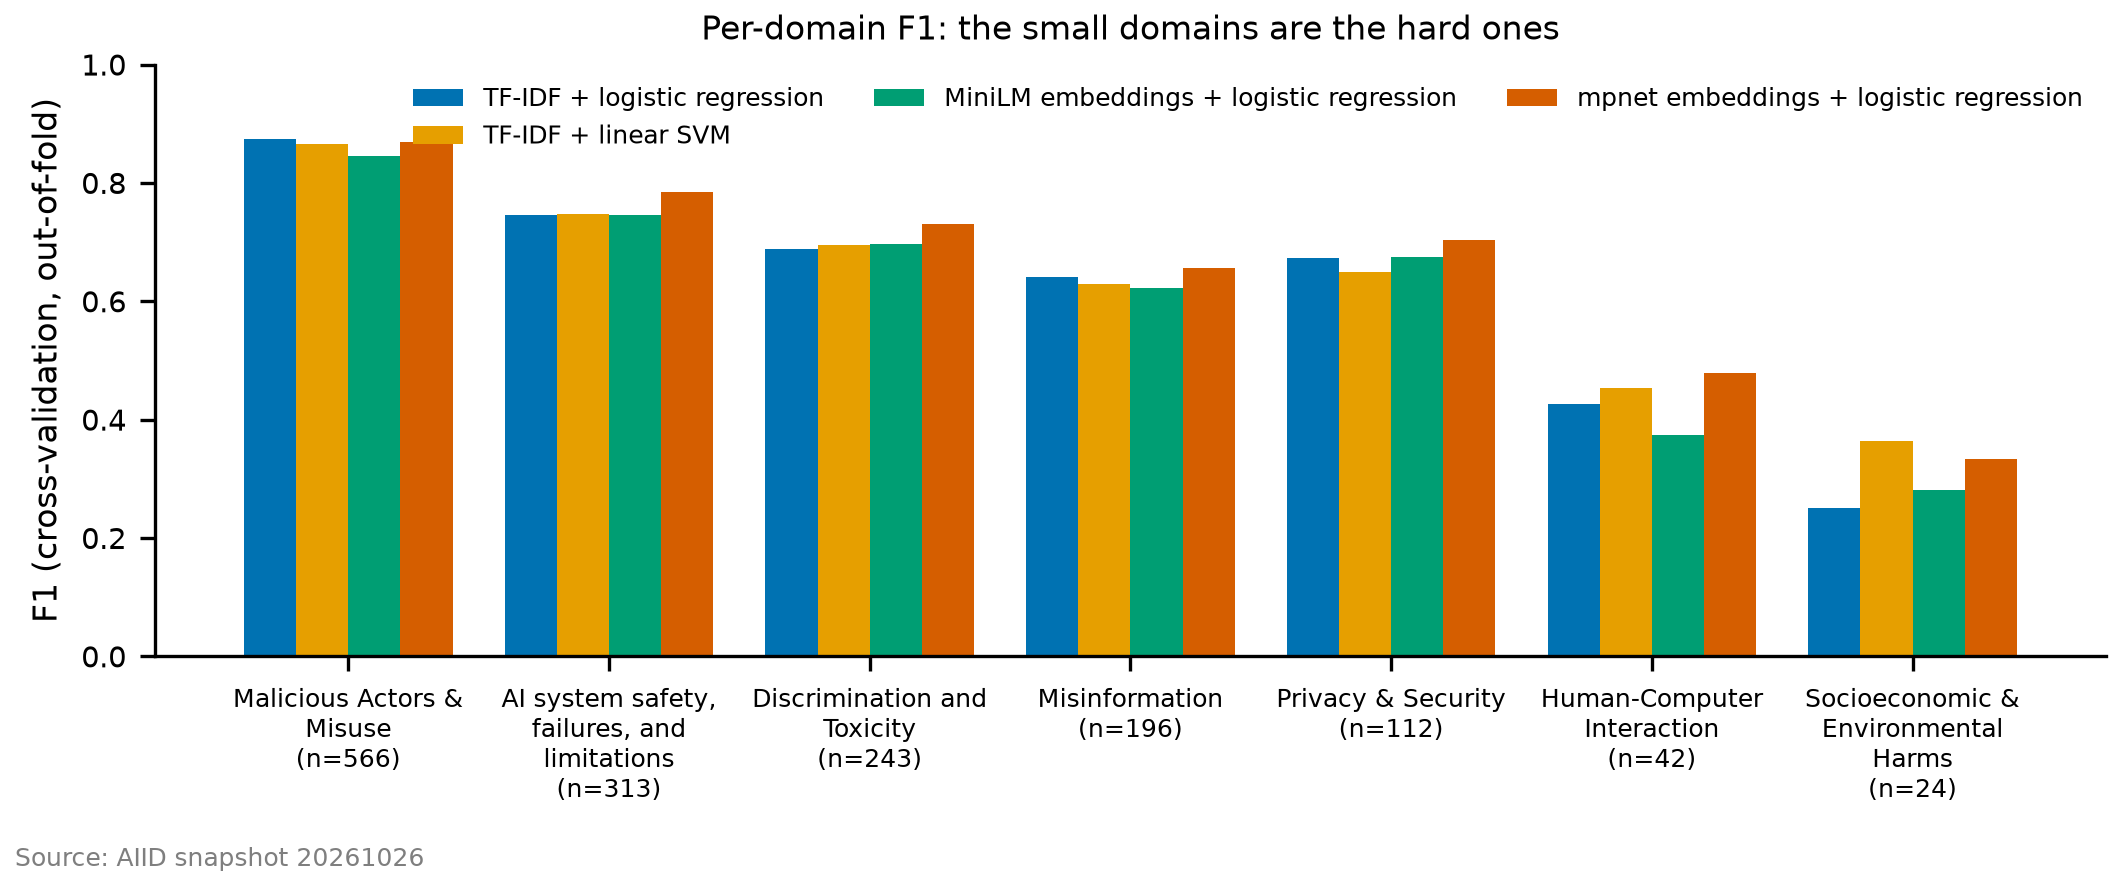 Per-domain F1: the small domains are the hard ones
F1 (cross-validation, out-of-fold)
1.0
0.8
0.6
0.4
0.2
0.0
TF-IDF + logistic regression
TF-IDF + linear SVM
MiniLM embeddings + logistic regression
mpnet embeddings + logistic regression
Malicious Actors &
Misuse
(n=566)
AI system safety,
failures, and
limitations
(n=313)
Discrimination and
Toxicity
(n=243)
Misinformation
(n=196)
Privacy & Security
(n=112)
Human-Computer
Interaction
(n=42)
Socioeconomic &
Environmental
Harms
(n=24)
Source: AIID snapshot 20261026